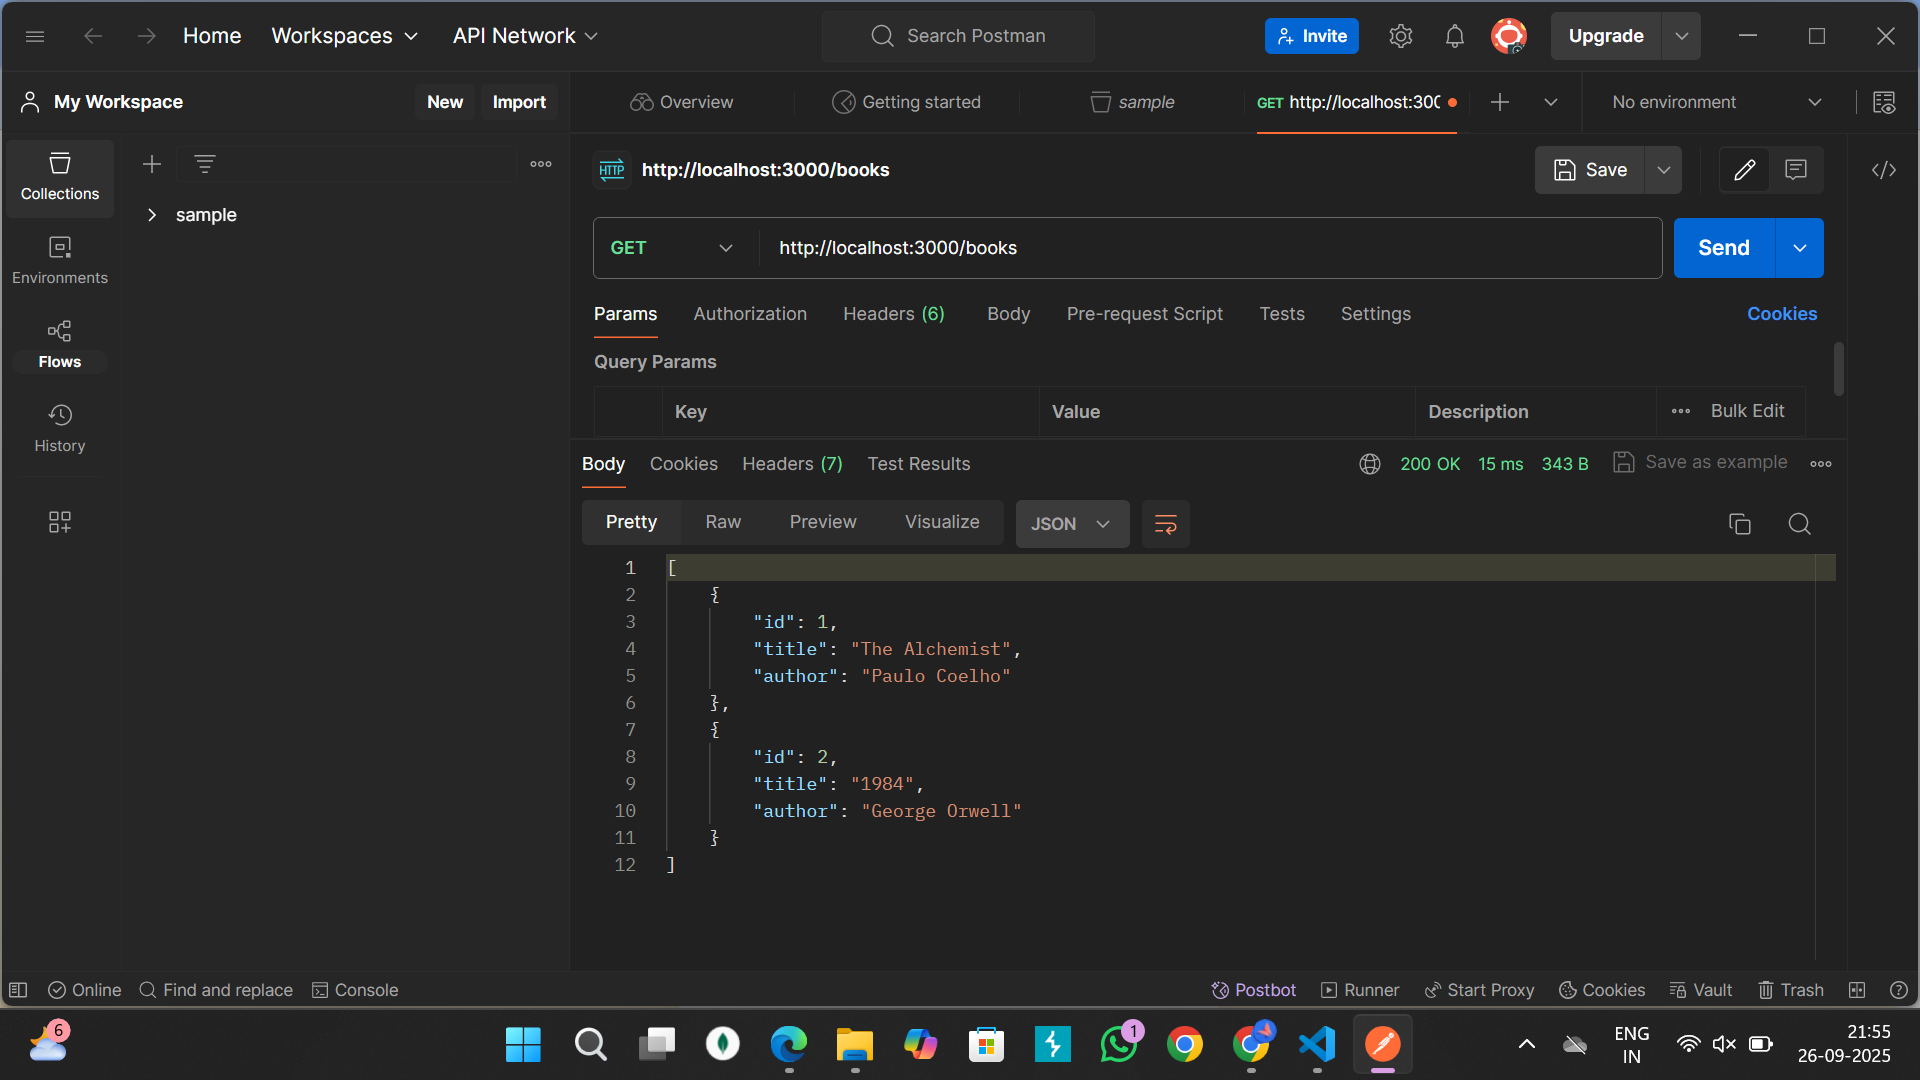 Home Workspaces API Network Search Postman Invite Upgrade
My Workspace New Import Overview Getting started sample GET http://localhost:300 No environment
Collections
sample
Environments
Flows
History
HTTP http://localhost:3000/books Save
GET http://localhost:3000/books Send
Params Authorization Headers (6) Body Pre-request Script Tests Settings Cookies
Query Params
Key Value Description Bulk Edit
Body Cookies Headers (7) Test Results 200 OK 15 ms 343 B Save as example
Pretty Raw Preview Visualize JSON
1 [
2 {
3 "id": 1,
4 "title": "The Alchemist",
5 "author": "Paulo Coelho"
6 },
7 {
8 "id": 2,
9 "title": "1984",
10 "author": "George Orwell"
11 }
12 ]
Online Find and replace Console Postbot Runner Start Proxy Cookies Vault Trash
6 1 ENG 21:55
IN 26-09-2025